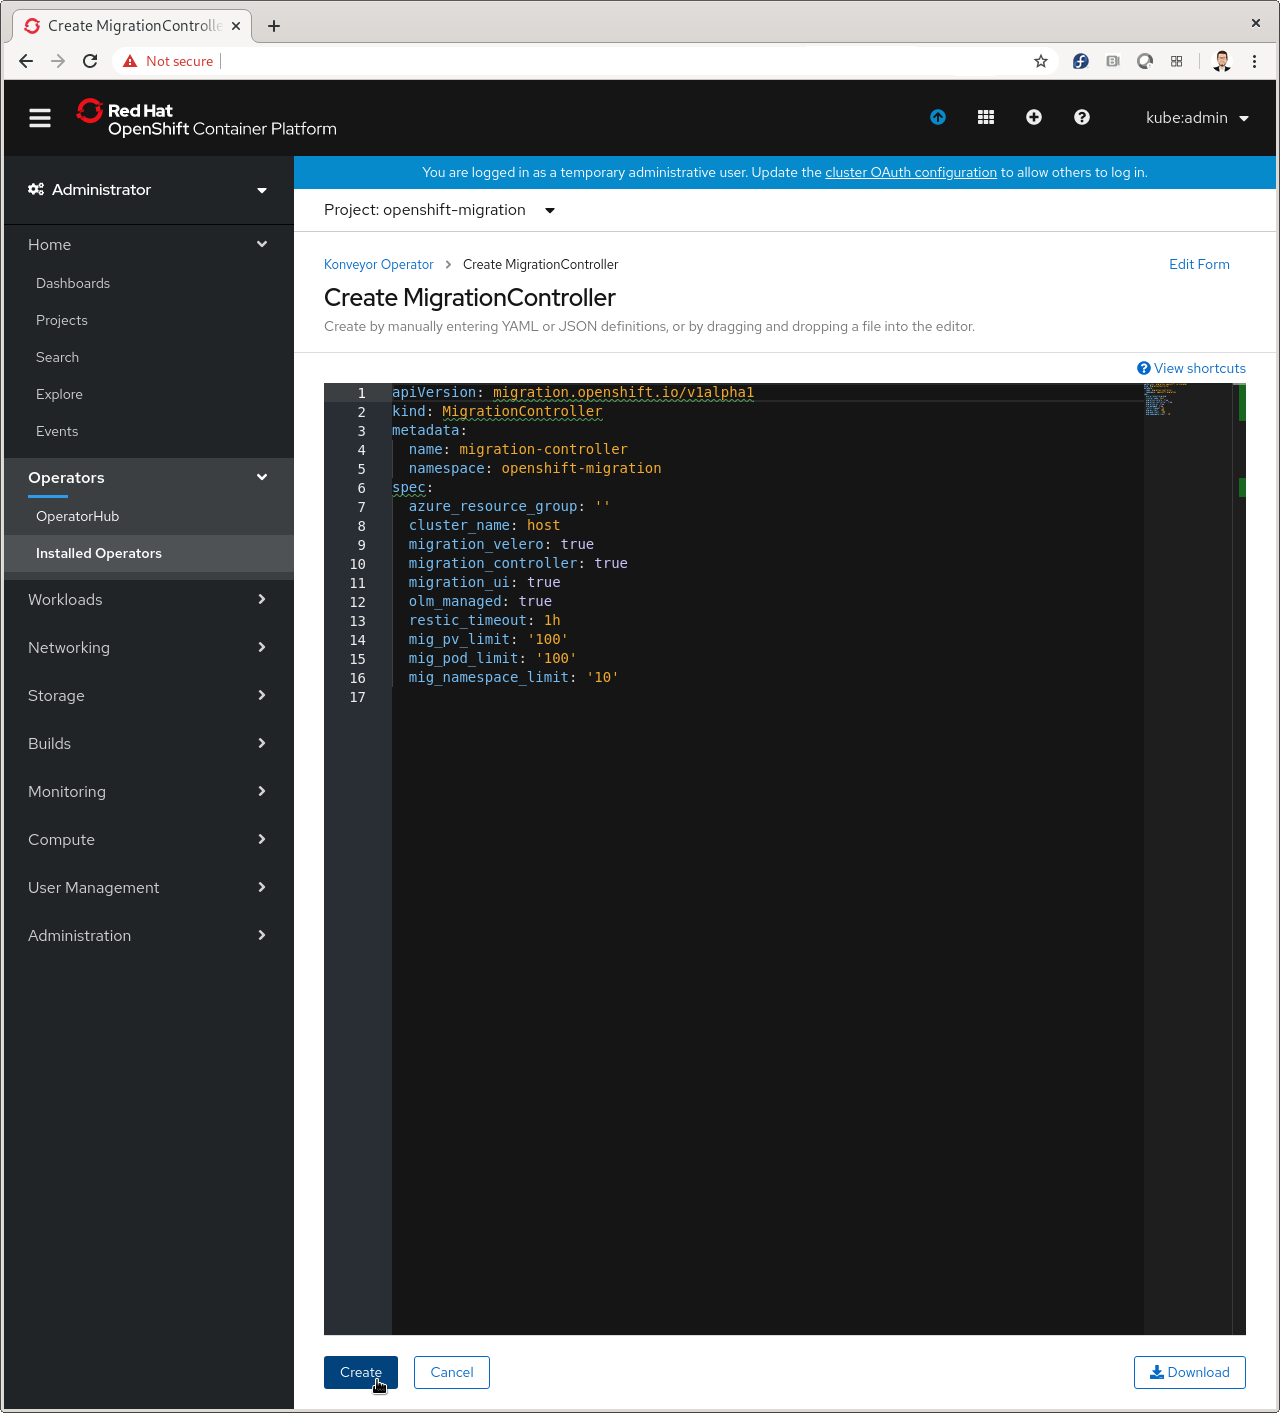 Create MigrationControlle
Not secure
Red Hat
OpenShift Container Platform
kube:admin
Administrator
You are logged in as a temporary administrative user. Update the cluster OAuth configuration to allow others to log in.
Project: openshift-migration
Home
Dashboards
Projects
Search
Explore
Events
Operators
OperatorHub
Installed Operators
Workloads
Networking
Storage
Builds
Monitoring
Compute
User Management
Administration
Konveyor Operator > Create MigrationController
Edit Form
Create MigrationController
Create by manually entering YAML or JSON definitions, or by dragging and dropping a file into the editor.
View shortcuts
1 apiVersion: migration.openshift.io/v1alpha1
2 kind: MigrationController
3 metadata:
4   name: migration-controller
5   namespace: openshift-migration
6 spec:
7   azure_resource_group: ''
8   cluster_name: host
9   migration_velero: true
10   migration_controller: true
11   migration_ui: true
12   olm_managed: true
13   restic_timeout: 1h
14   mig_pv_limit: '100'
15   mig_pod_limit: '100'
16   mig_namespace_limit: '10'
17
Create
Cancel
Download